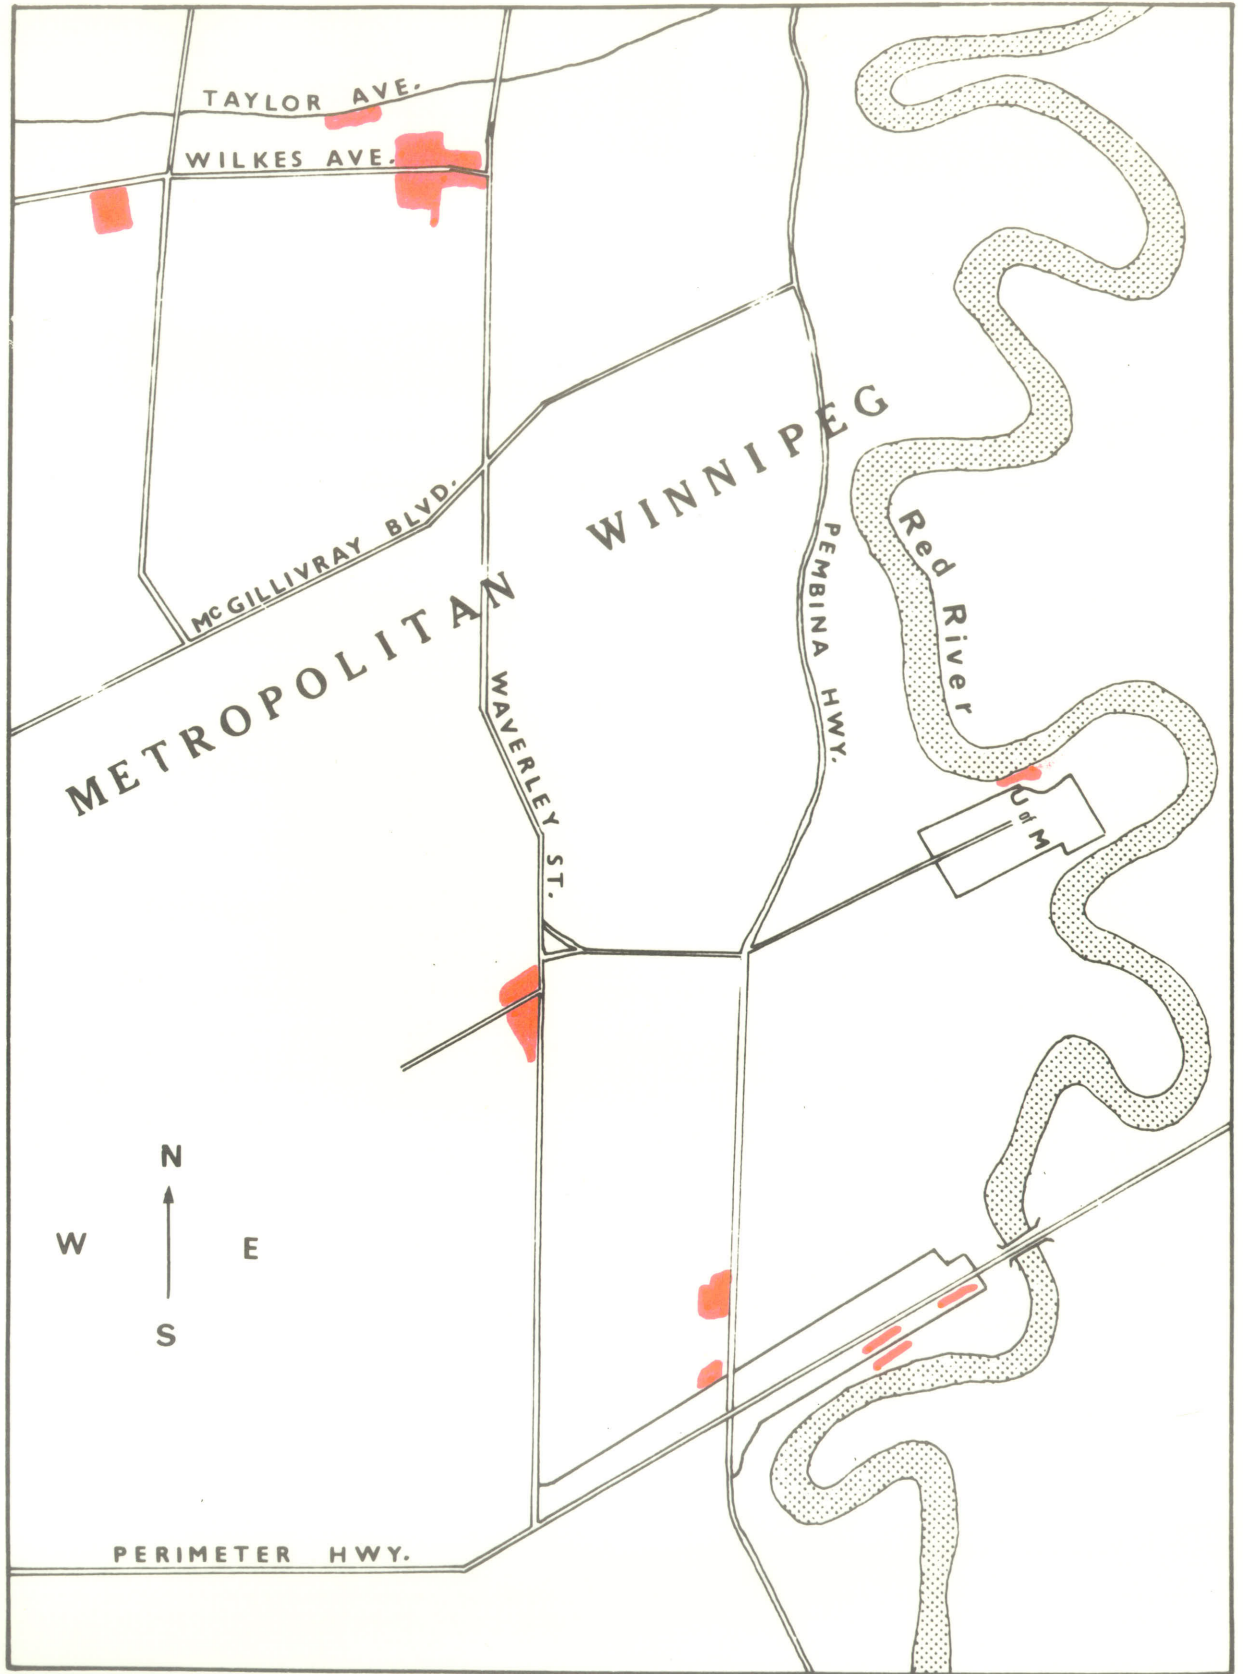 TAYLOR AVE.
WILKES AVE.
McGILLIVRAY BLVD.
METROPOLITAN WINNIPEG
Red River
PEMBINA HWY.
WAVERLEY ST.
U of M
N
W E
S
PERIMETER HWY.